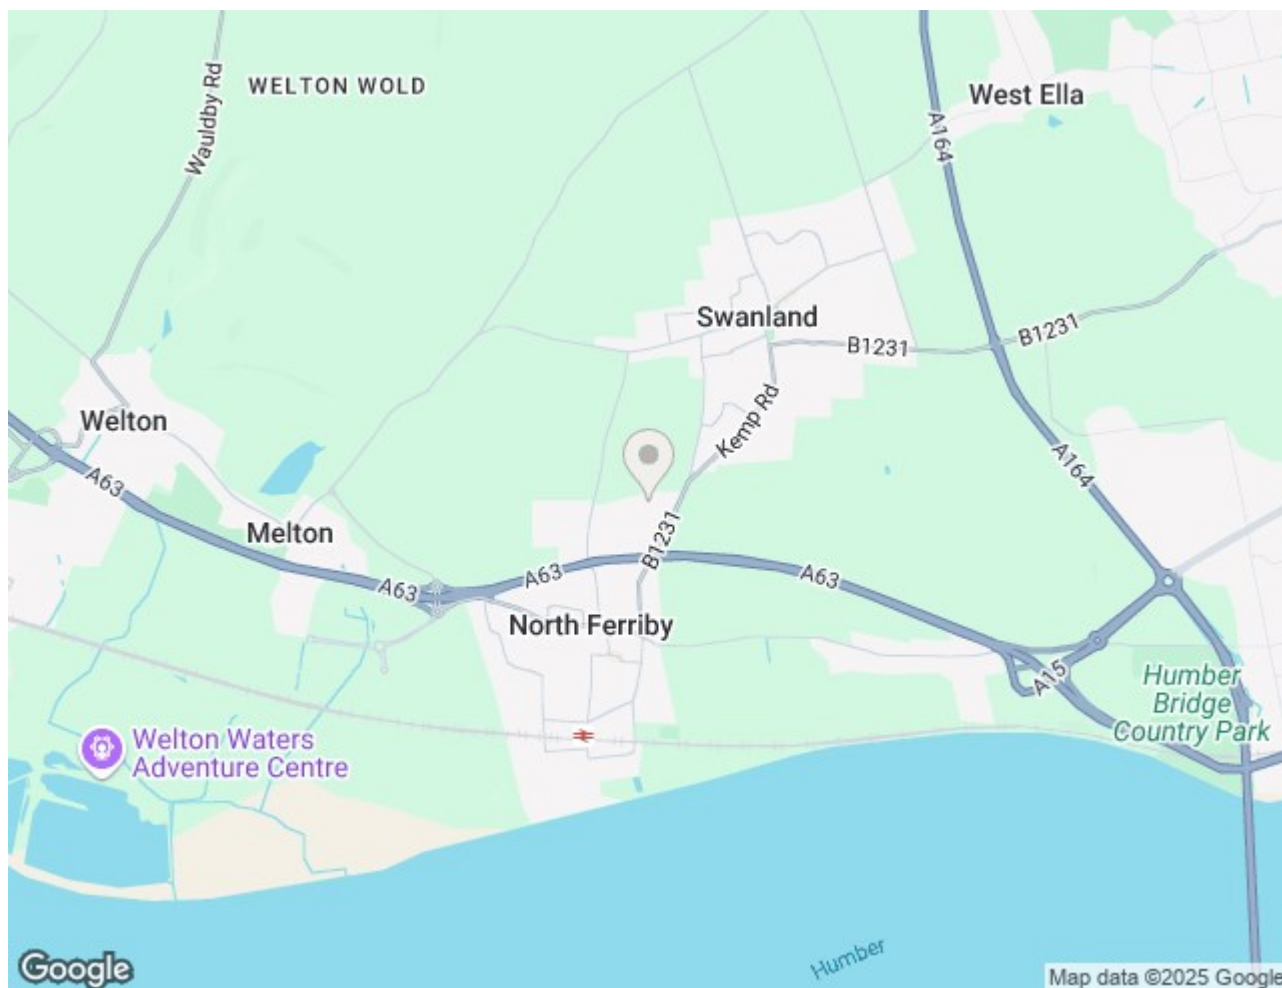 Wauldby Rd
WELTON WOLD
West Ella
A164
Swanland
B1231
B1231
Kemp Rd
Welton
A63
A164
Melton
B1231
A63
A63
A63
North Ferriby
A15
Humber
Bridge
Country Park
Welton Waters
Adventure Centre
Humber
Google
Map data ©2025 Google